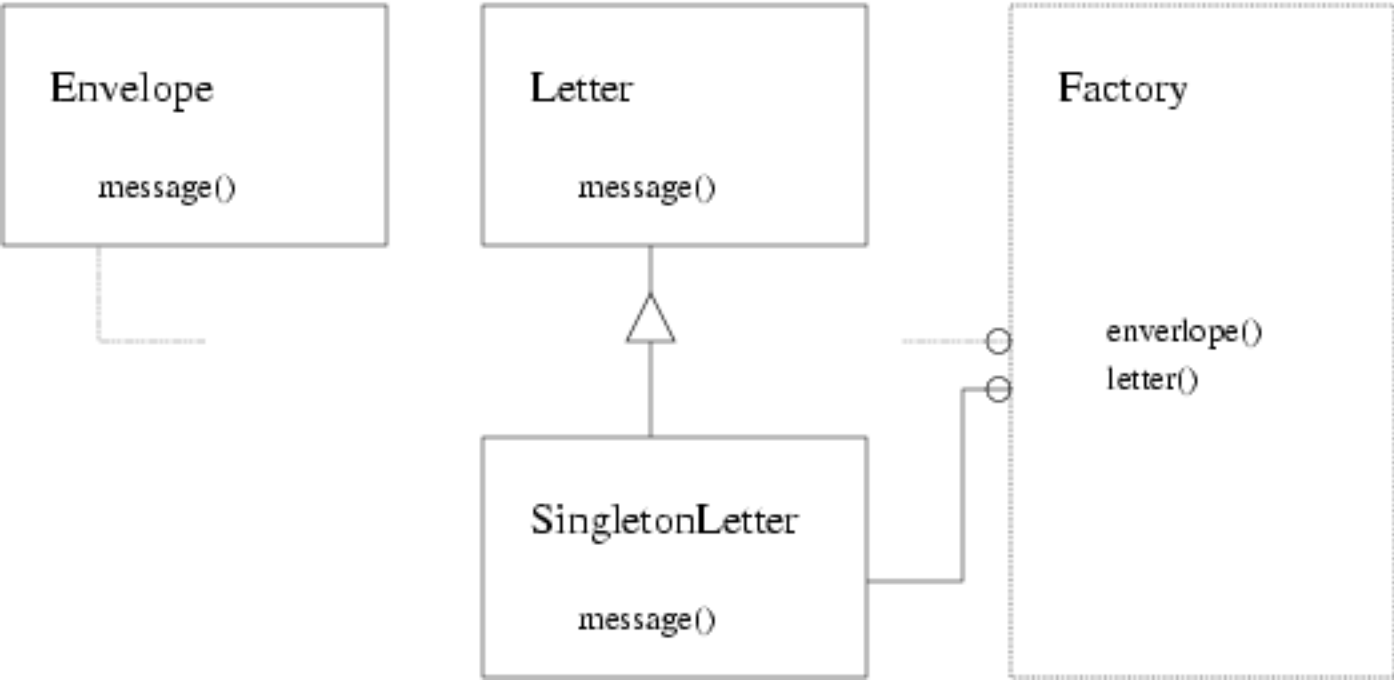 Envelope
message()
Letter
message()
Factory
enverlope()
letter()
SingletonLetter
message()